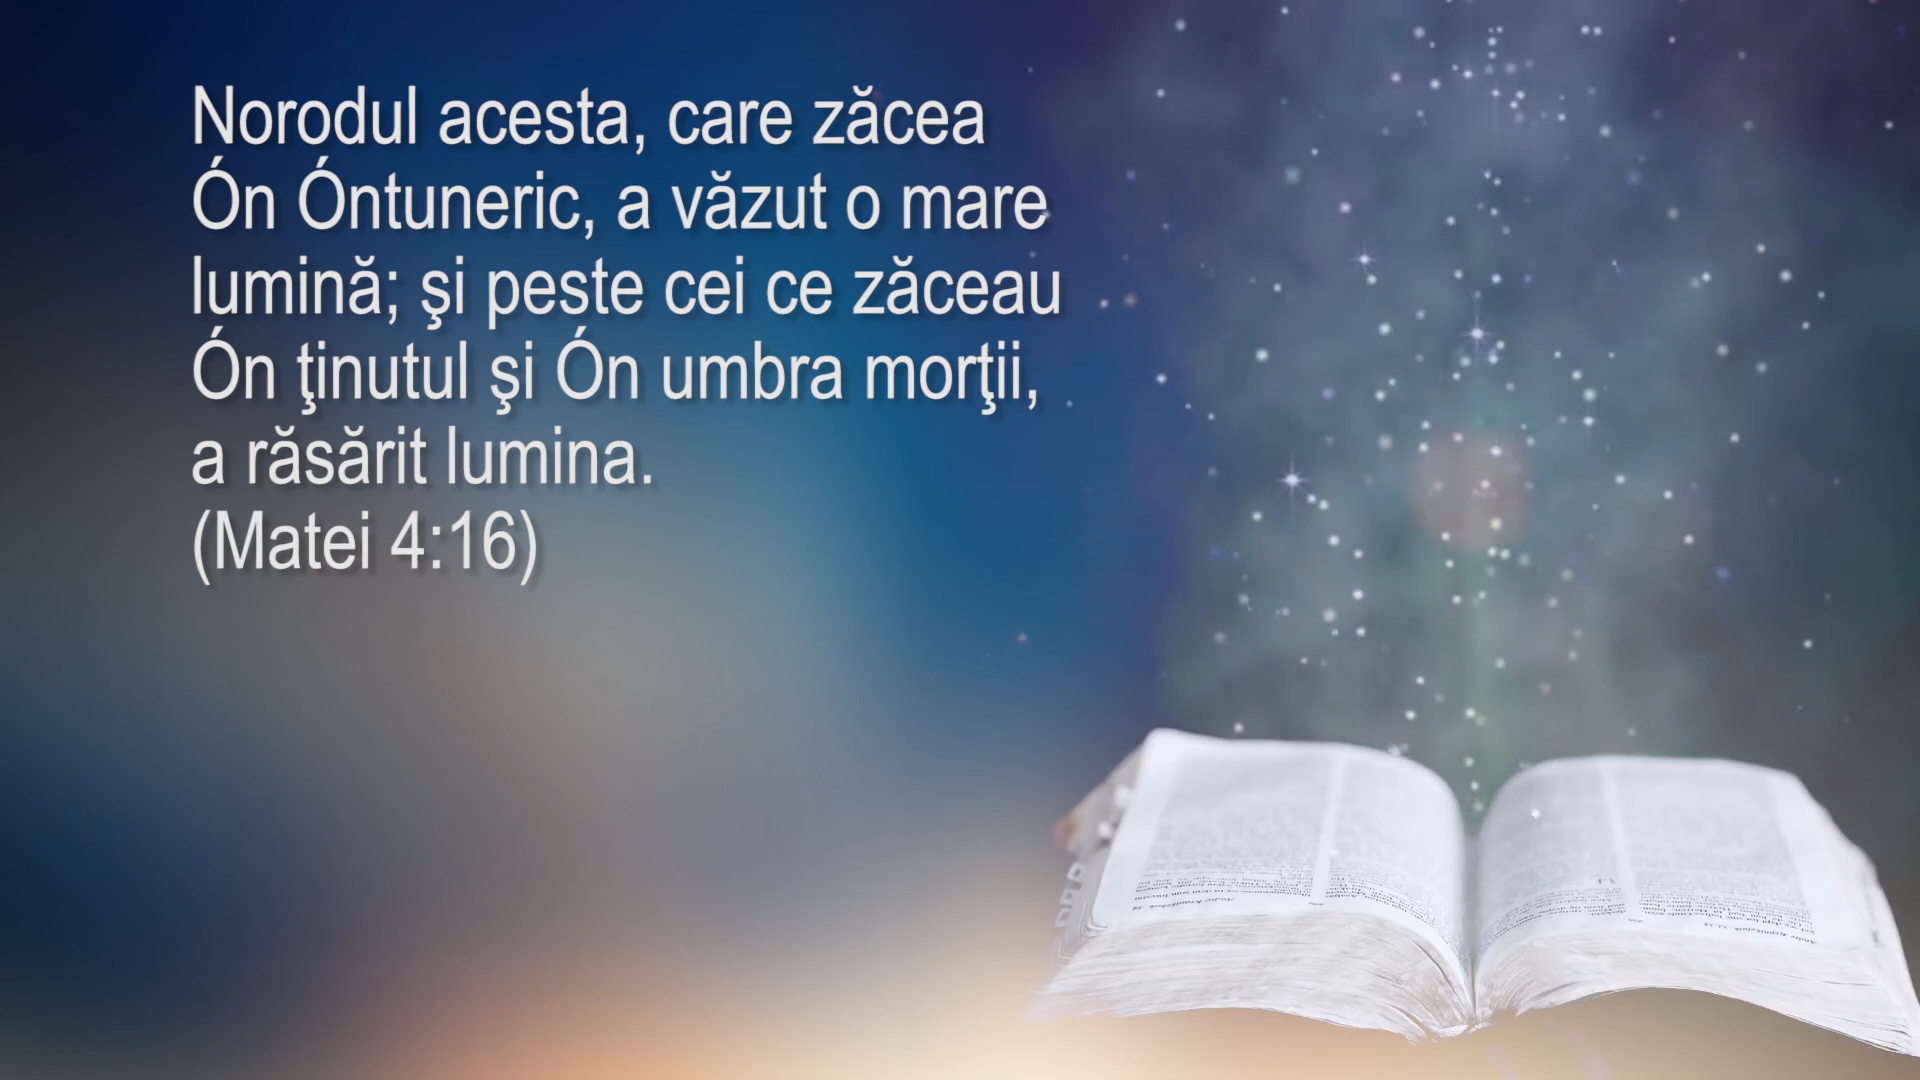 Norodul acesta, care zăcea
Ón Óntuneric, a văzut o mare
lumină; şi peste cei ce zăceau
Ón ţinutul şi Ón umbra morţii,
a răsărit lumina.
(Matei 4:16)